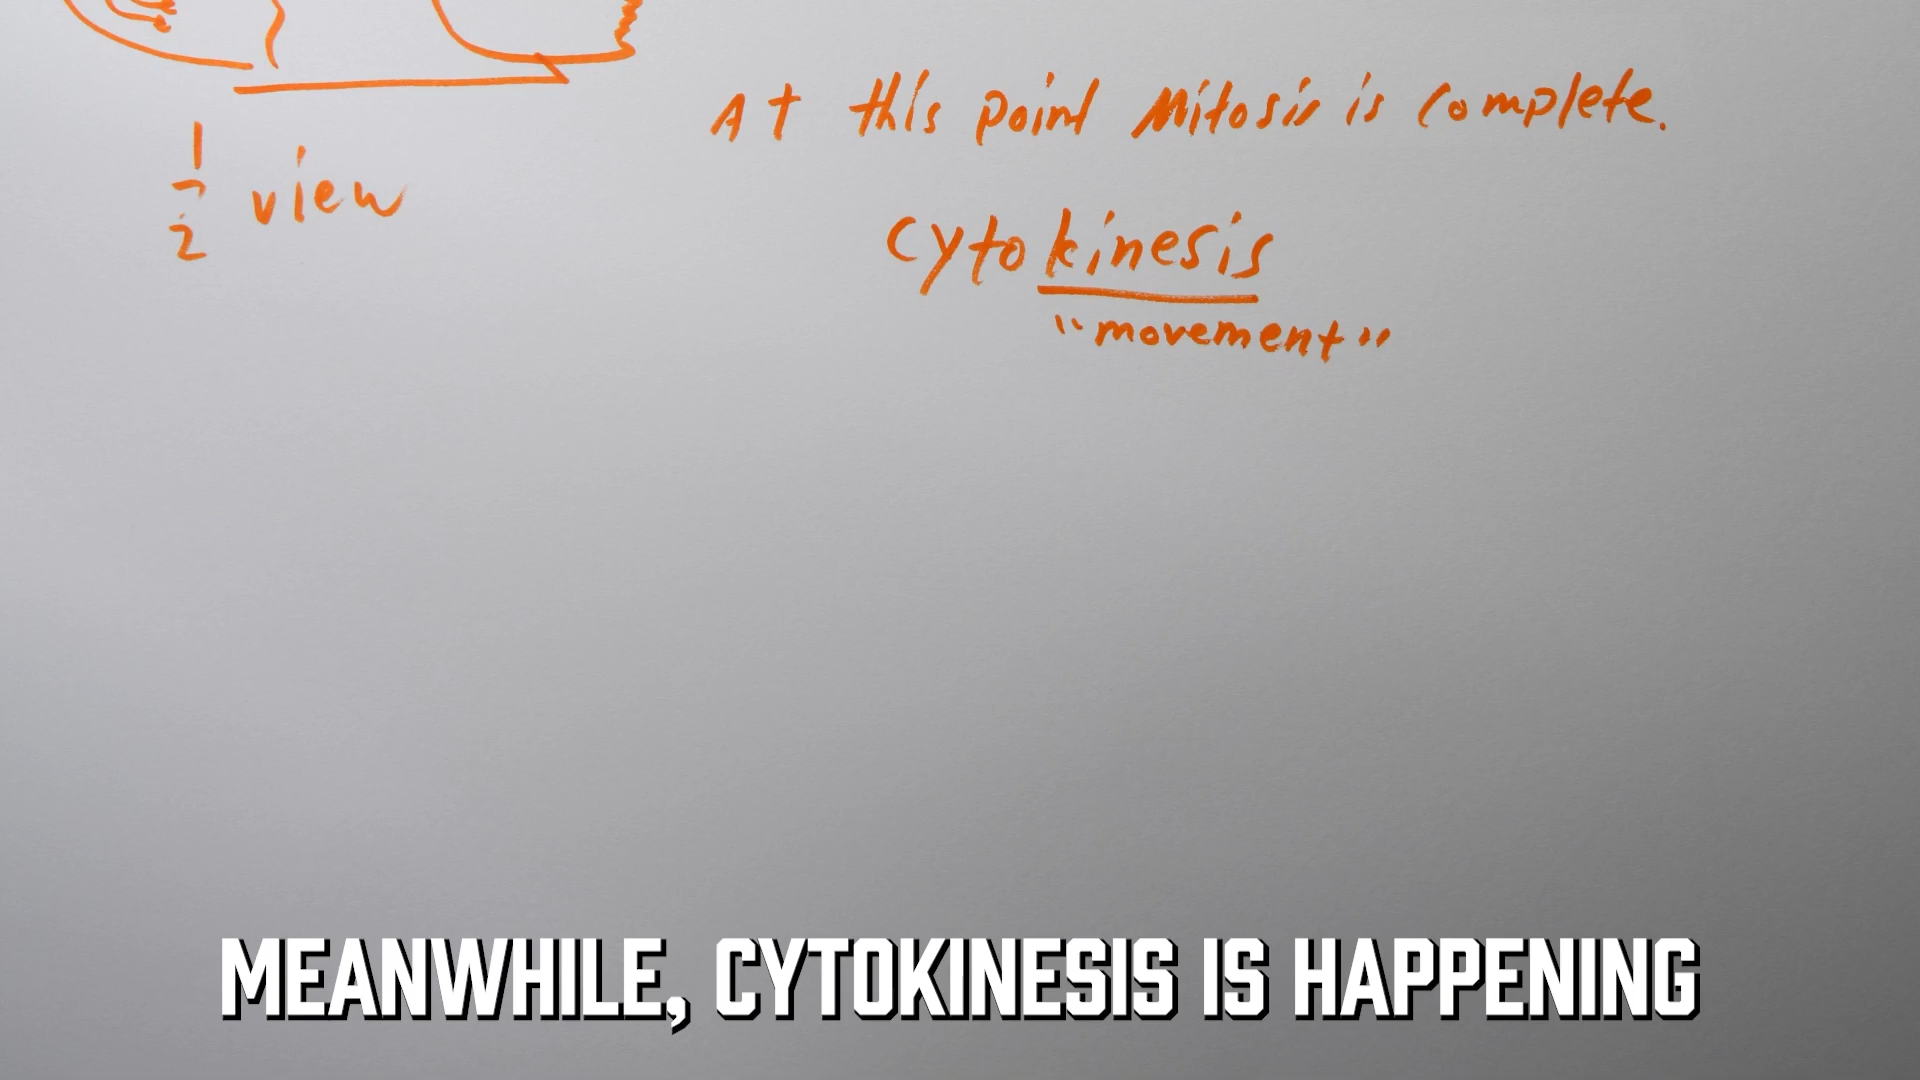 At this point Mitosis is complete.
1/2 view
Cytokinesis
"movement"
MEANWHILE, CYTOKINESIS IS HAPPENING